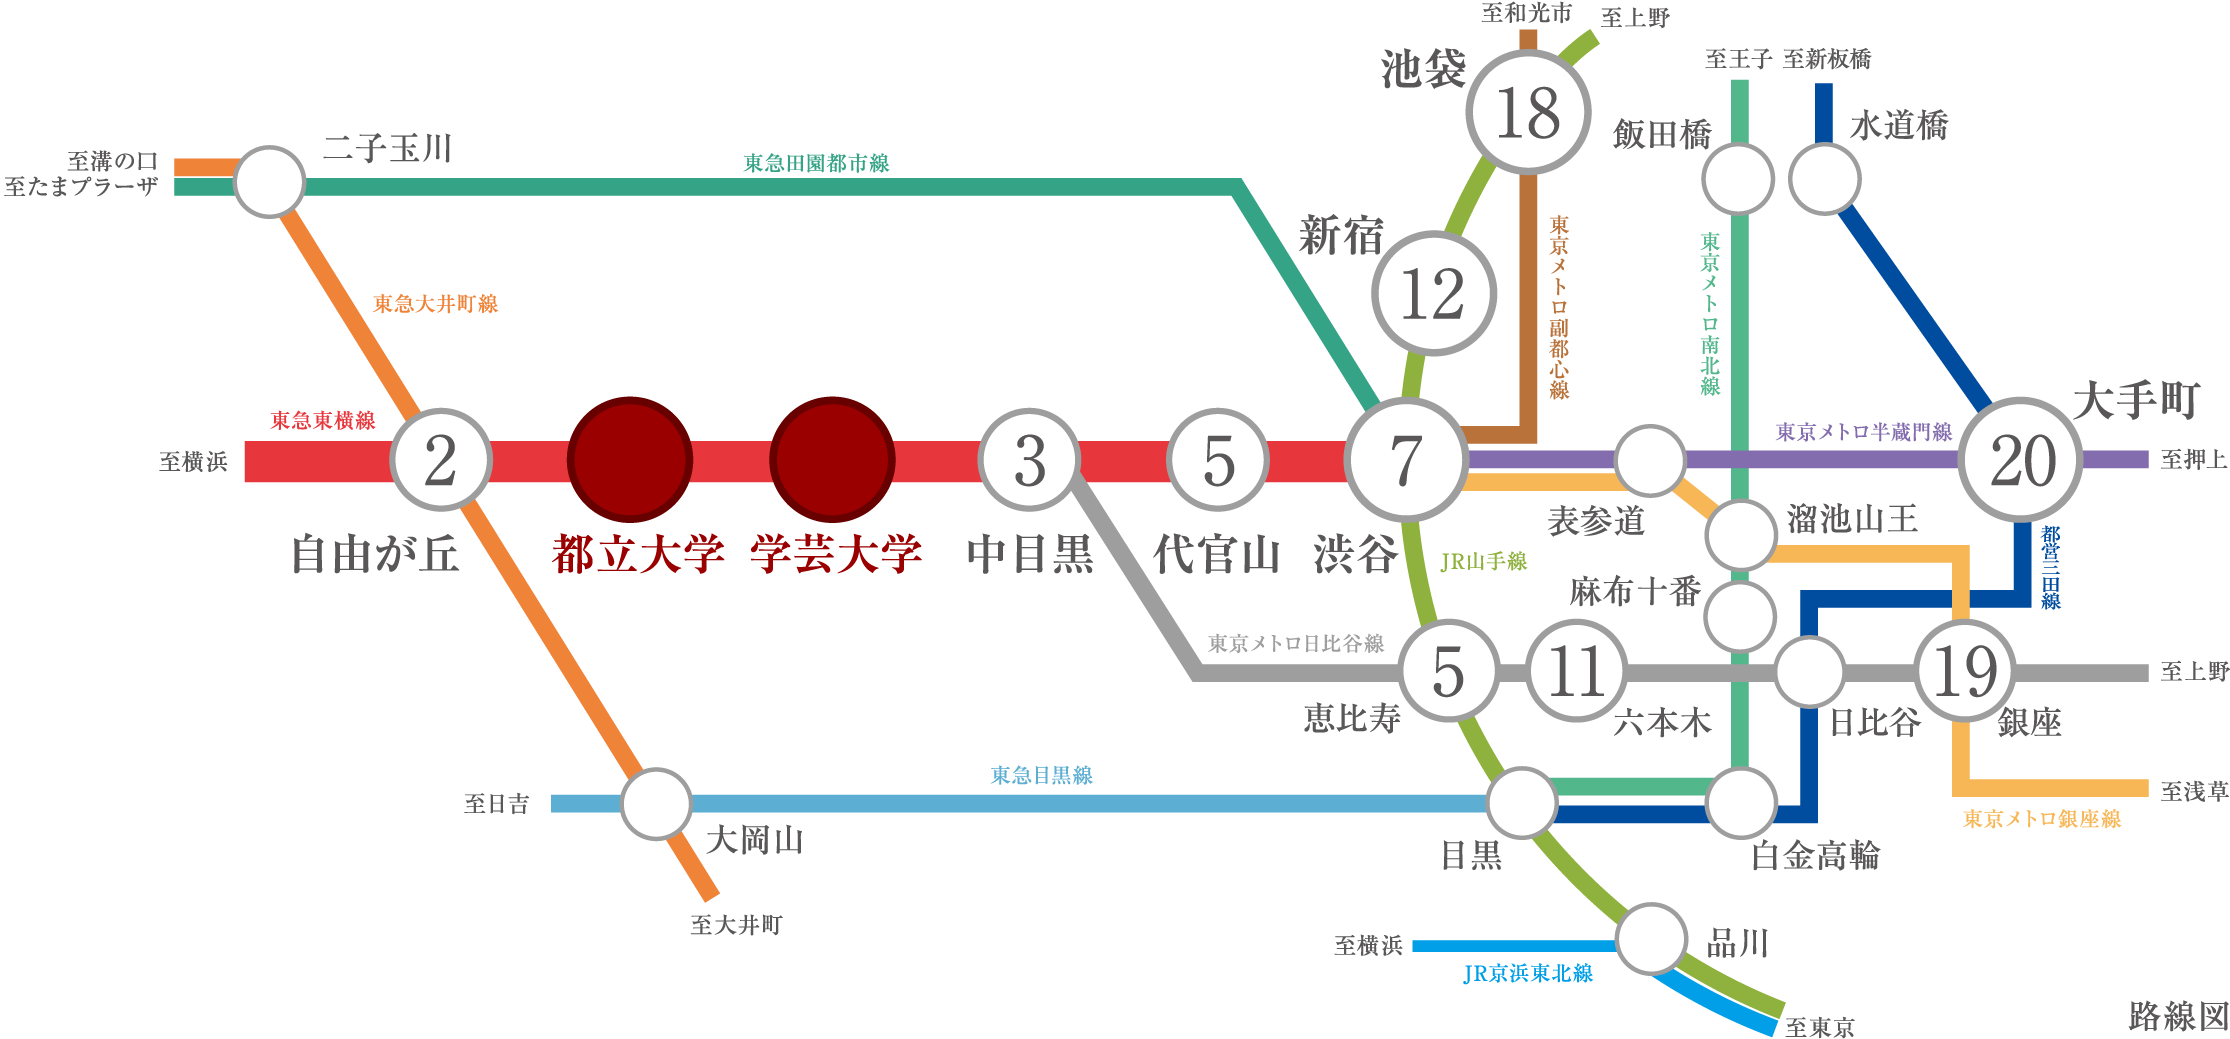 至和光市
至上野
池袋
18
至王子
至新板橋
飯田橋
水道橋
二子玉川
至溝の口
至たまプラーザ
東急田園都市線
新宿
12
東京メトロ副都心線
東京メトロ南北線
東急大井町線
大手町
東急東横線
至横浜
2
3
5
7
東京メトロ半蔵門線
20
至押上
自由が丘
都立大学
学芸大学
中目黒
代官山
渋谷
表参道
溜池山王
JR山手線
都営三田線
麻布十番
東京メトロ日比谷線
5
11
19
至上野
恵比寿
六本木
日比谷
銀座
東急目黒線
至日吉
至浅草
東京メトロ銀座線
大岡山
目黒
白金高輪
至大井町
至横浜
品川
JR京浜東北線
至東京
路線図